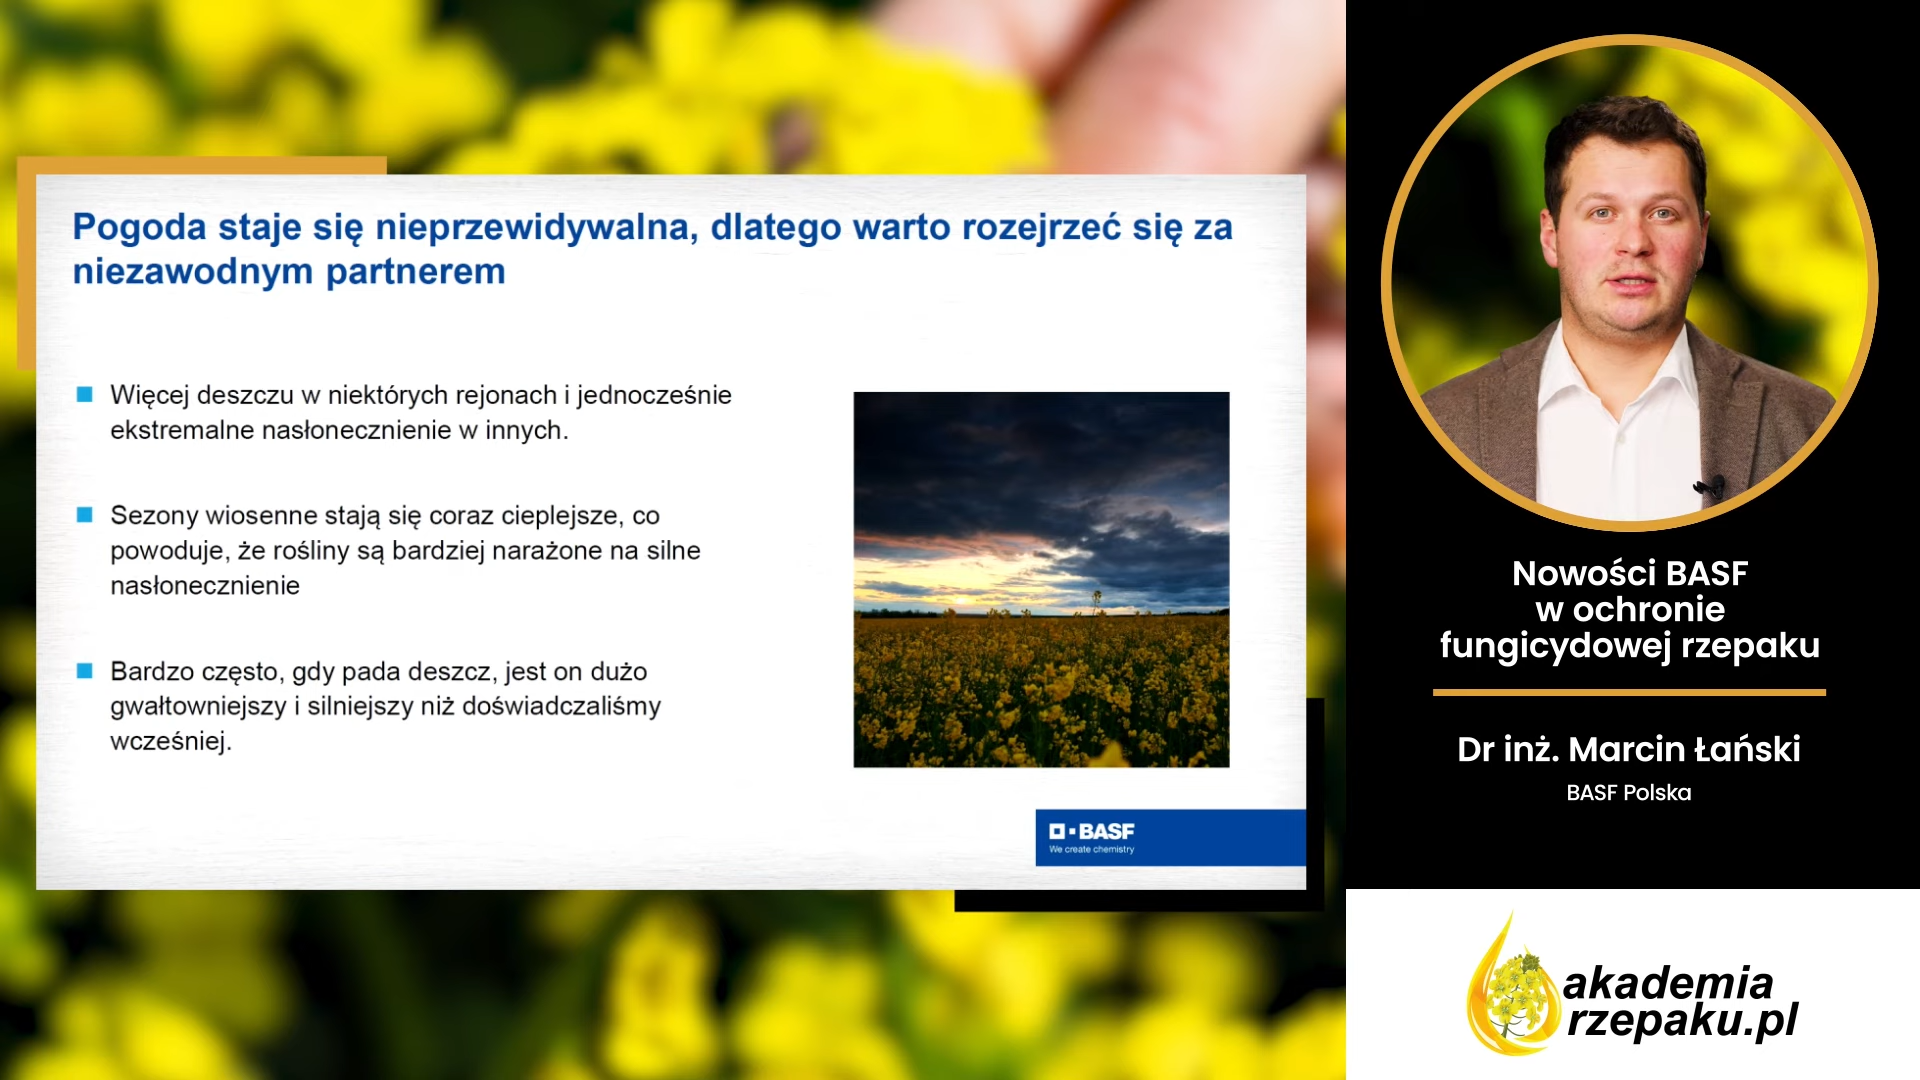 Pogoda staje się nieprzewidywalna, dlatego warto rozejrzeć się za
niezawodnym partnerem
Więcej deszczu w niektórych rejonach i jednocześnie
ekstremalne nasłonecznienie w innych.
Sezony wiosenne stają się coraz cieplejsze, co
powoduje, że rośliny są bardziej narażone na silne
nasłonecznienie
Bardzo często, gdy pada deszcz, jest on dużo
gwałtowniejszy i silniejszy niż doświadczaliśmy
wcześniej.
BASF
We create chemistry
Nowości BASF
w ochronie
fungicydowej rzepaku
Dr inż. Marcin Łański
BASF Polska
akademia
rzepaku.pl